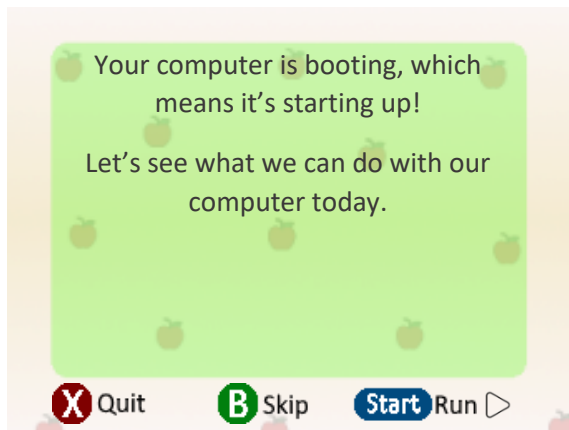 Your computer is booting, which
means it’s starting up!
Let’s see what we can do with our
computer today.
X Quit B Skip Start Run